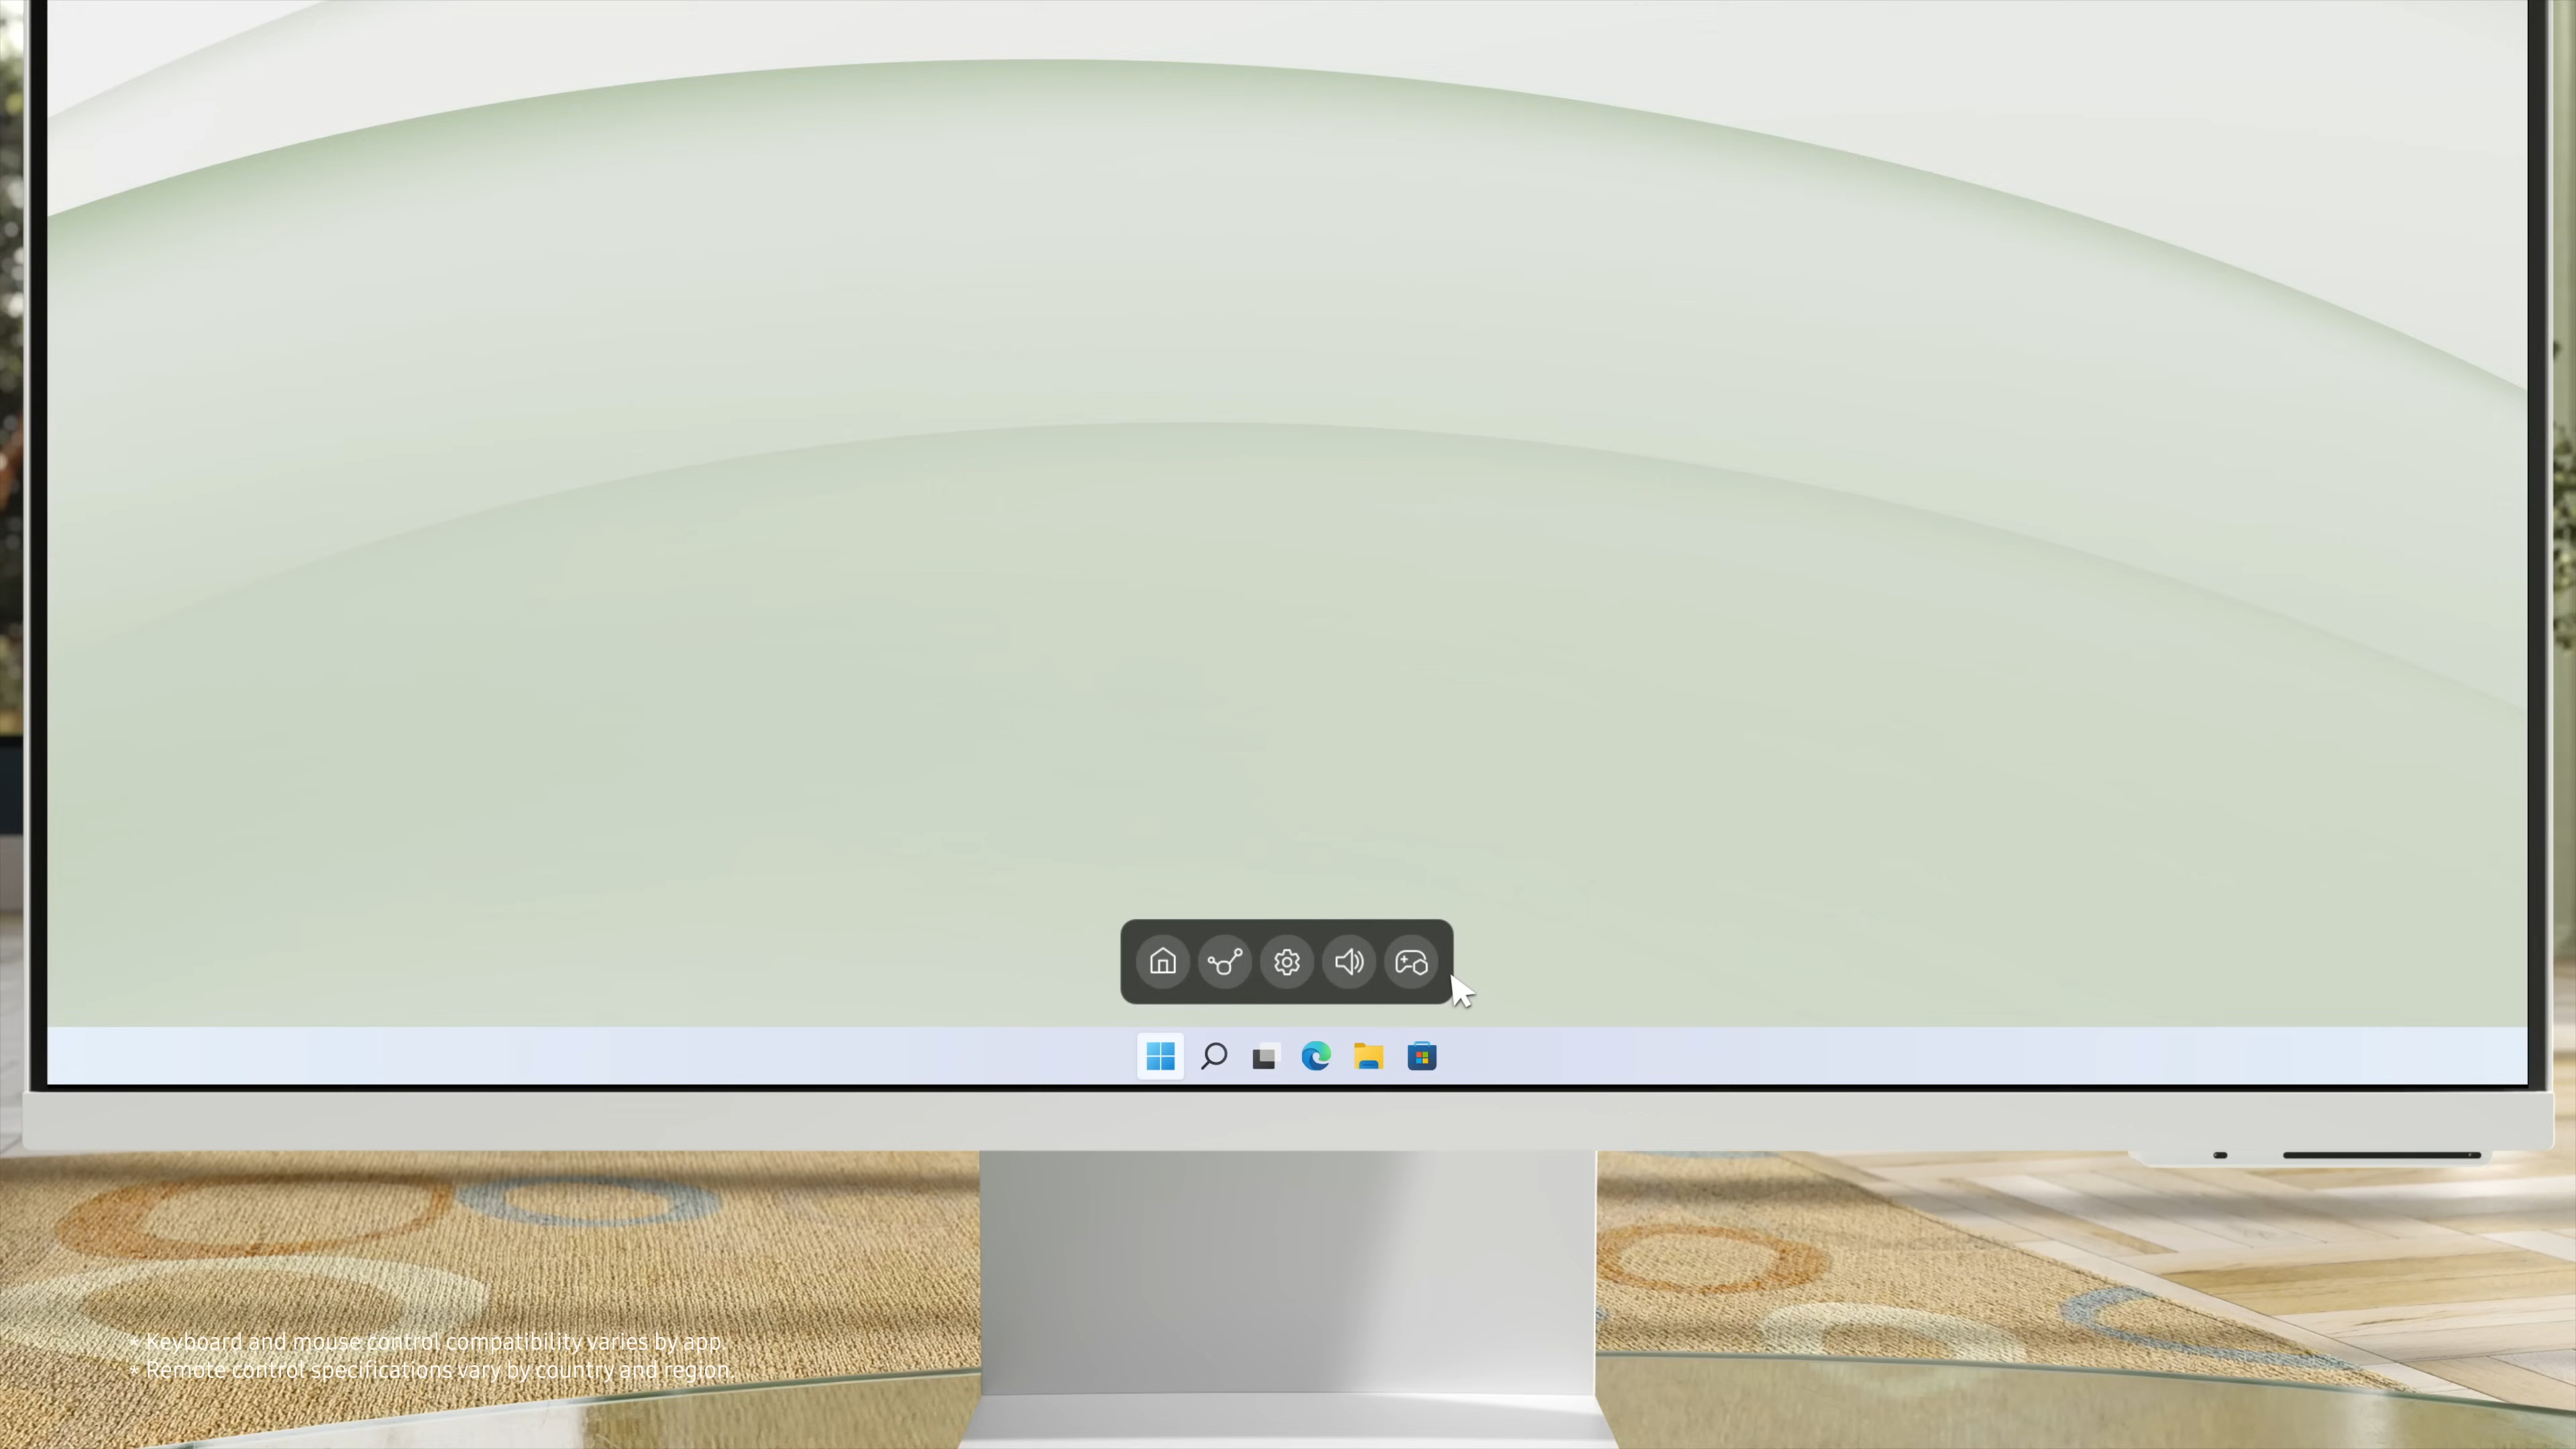 * Keyboard and mouse control compatibility varies by app.
* Remote control specifications vary by country and region.